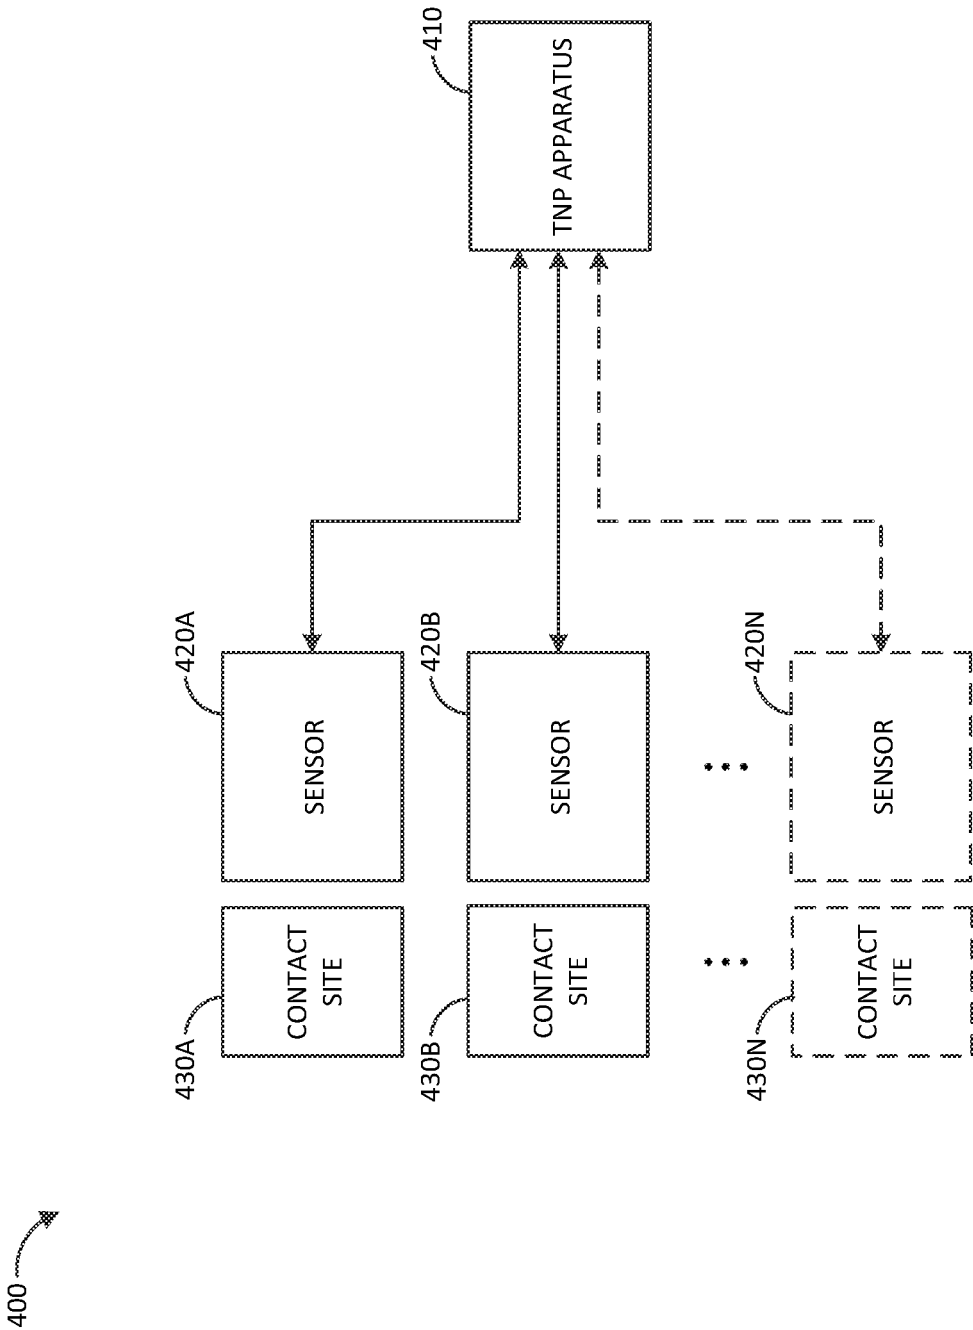 400
430A
CONTACT
SITE
420A
SENSOR
430B
CONTACT
SITE
420B
SENSOR
410
TNP APPARATUS
430N
CONTACT
SITE
420N
SENSOR